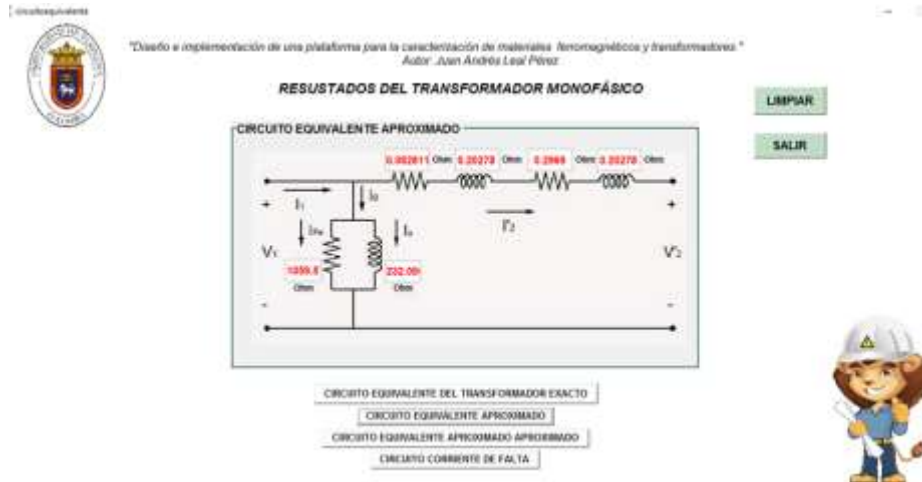 circuitoequivalente
"Diseño e implementación de una plataforma para la caracterización de materiales ferromagnéticos y transformadores."
Autor: Juan Andrés Leal Pérez
RESUSTADOS DEL TRANSFORMADOR MONOFÁSICO
LIMPIAR
SALIR
CIRCUITO EQUIVALENTE APROXIMADO
0.002811 Ohm 0.20278 Ohm 0.2969 Ohm 0.20278 Ohm
+ I₁ I₀ +
I'₂
V₁ V'₂
232.09
Ohm Ohm
- -
CIRCUITO EQUIVALENTE DEL TRANSFORMADOR EXACTO
CIRCUITO EQUIVALENTE APROXIMADO
CIRCUITO EQUIVALENTE APROXIMADO APROXIMADO
CIRCUITO CORRIENTE DE FALTA